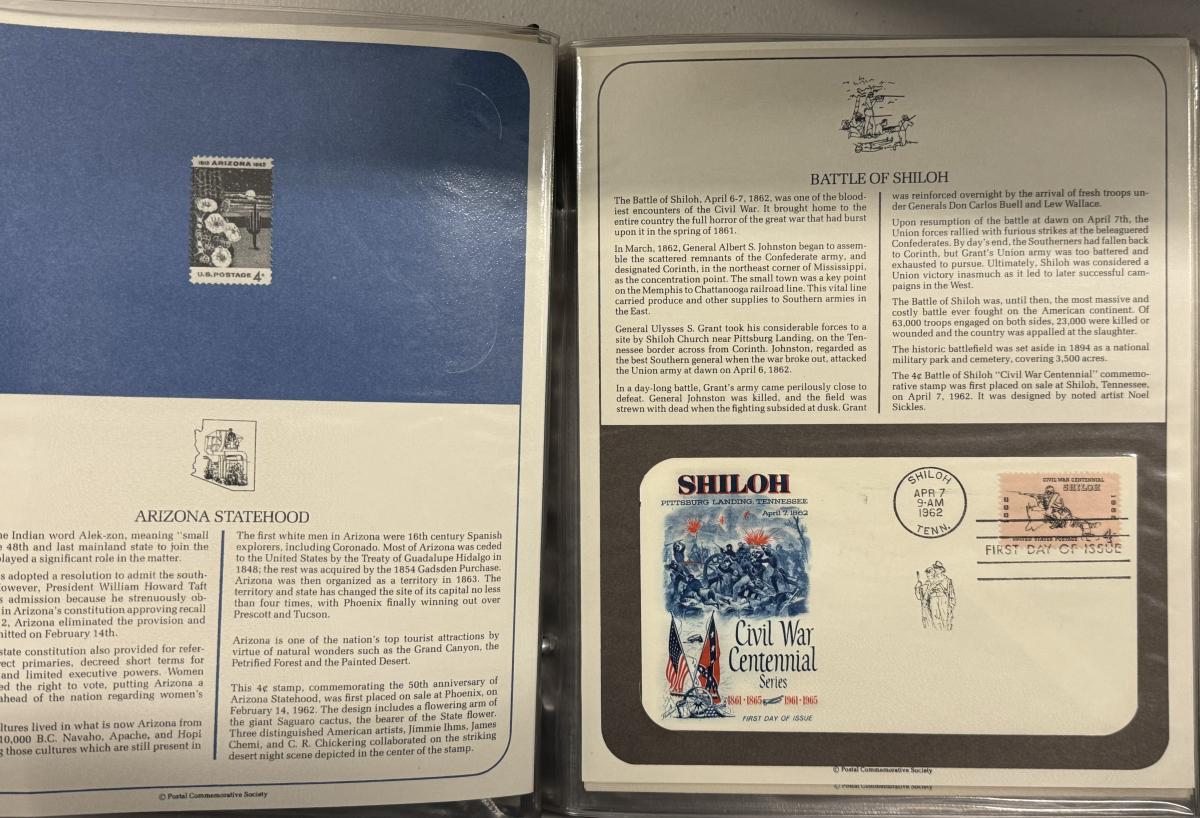 1912 ARIZONA 1962
U.S. POSTAGE 4¢
ARIZONA STATEHOOD
Indian word Alek-zon, meaning "small
48th and last mainland state to join the
played a significant role in the matter.
adopted a resolution to admit the south-
However, President William Howard Taft
admission because he strenuously ob-
in Arizona's constitution approving recall
2, Arizona eliminated the provision and
on February 14th.
state constitution also provided for refer-
primaries, decreed short terms for
and limited executive powers. Women
the right to vote, putting Arizona a
ahead of the nation regarding women's
lived in what is now Arizona from
10,000 B.C. Navaho, Apache, and Hopi
those cultures which are still present in
The first white men in Arizona were 16th century Spanish
explorers, including Coronado. Most of Arizona was ceded
to the United States by the Treaty of Guadalupe Hidalgo in
1848; the rest was acquired by the 1854 Gadsden Purchase.
Arizona was then organized as a territory in 1863. The
territory and state has changed the site of its capital no less
than four times, with Phoenix finally winning out over
Prescott and Tucson.
Arizona is one of the nation's top tourist attractions by
virtue of natural wonders such as the Grand Canyon, the
Petrified Forest and the Painted Desert.
This 4¢ stamp, commemorating the 50th anniversary of
Arizona Statehood, was first placed on sale at Phoenix, on
February 14, 1962. The design includes a flowering arm of
the giant Saguaro cactus, the bearer of the State flower.
Three distinguished American artists, Jimmie Ihms, James
Chemi, and C. R. Chickering collaborated on the striking
desert night scene depicted in the center of the stamp.
© Postal Commemorative Society
BATTLE OF SHILOH
The Battle of Shiloh, April 6-7, 1862, was one of the blood-
iest encounters of the Civil War. It brought home to the
entire country the full horror of the great war that had burst
upon it in the spring of 1861.
In March, 1862, General Albert S. Johnston began to assem-
ble the scattered remnants of the Confederate army, and
designated Corinth, in the northeast corner of Mississippi,
as the concentration point. The small town was a key point
on the Memphis to Chattanooga railroad line. This vital line
carried produce and other supplies to Southern armies in
the East.
General Ulysses S. Grant took his considerable forces to a
site by Shiloh Church near Pittsburg Landing, on the Ten-
nessee border across from Corinth. Johnston, regarded as
the best Southern general when the war broke out, attacked
the Union army at dawn on April 6, 1862.
In a day-long battle, Grant's army came perilously close to
defeat. General Johnston was killed, and the field was
strewn with dead when the fighting subsided at dusk. Grant
was reinforced overnight by the arrival of fresh troops un-
der Generals Don Carlos Buell and Lew Wallace.
Upon resumption of the battle at dawn on April 7th, the
Union forces rallied with furious strikes at the beleaguered
Confederates. By day's end, the Southerners had fallen back
to Corinth, but Grant's Union army was too battered and
exhausted to pursue. Ultimately, Shiloh was considered a
Union victory inasmuch as it led to later successful cam-
paigns in the West.
The Battle of Shiloh was, until then, the most massive and
costly battle ever fought on the American continent. Of
63,000 troops engaged on both sides, 23,000 were killed or
wounded and the country was appalled at the slaughter.
The historic battlefield was set aside in 1894 as a national
military park and cemetery, covering 3,500 acres.
The 4¢ Battle of Shiloh "Civil War Centennial" commemo-
rative stamp was first placed on sale at Shiloh, Tennessee,
on April 7, 1962. It was designed by noted artist Noel
Sickles.
SHILOH
PITTSBURG LANDING, TENNESSEE
April 7, 1862
Civil War
Centennial
Series
1861-1865 1961-1965
FIRST DAY OF ISSUE
SHILOH
APR 7
9-AM
1962
TENN.
CIVIL WAR CENTENNIAL
SHILOH
1862
1962
UNITED STATES POSTAGE 4¢
FIRST DAY OF ISSUE
© Postal Commemorative Society
© Postal Commemorative Society